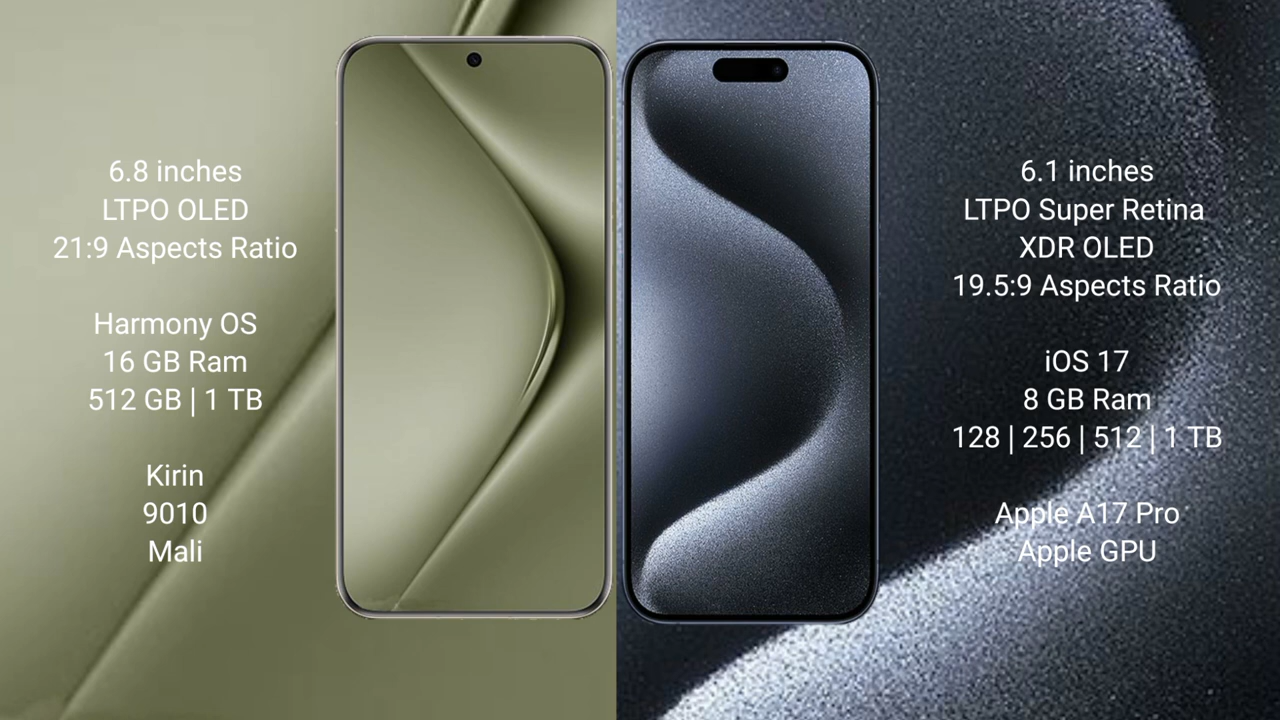 6.8 inches
LTPO OLED
21:9 Aspects Ratio
Harmony OS
16 GB Ram
512 GB | 1 TB
Kirin
9010
Mali
6.1 inches
LTPO Super Retina
XDR OLED
19.5:9 Aspects Ratio
iOS 17
8 GB Ram
128 | 256 | 512 | 1 TB
Apple A17 Pro
Apple GPU